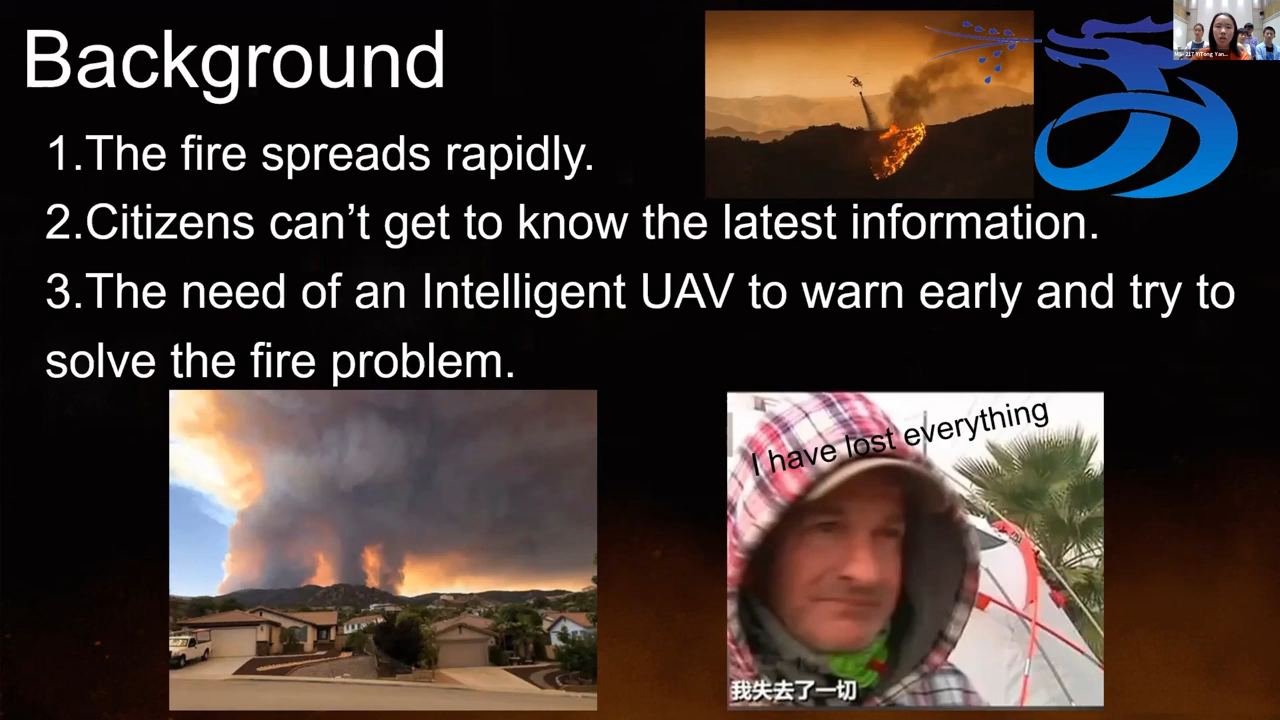 Background
1.The fire spreads rapidly.
2.Citizens can’t get to know the latest information.
3.The need of an Intelligent UAV to warn early and try to
solve the fire problem.
I have lost everything
我失去了一切